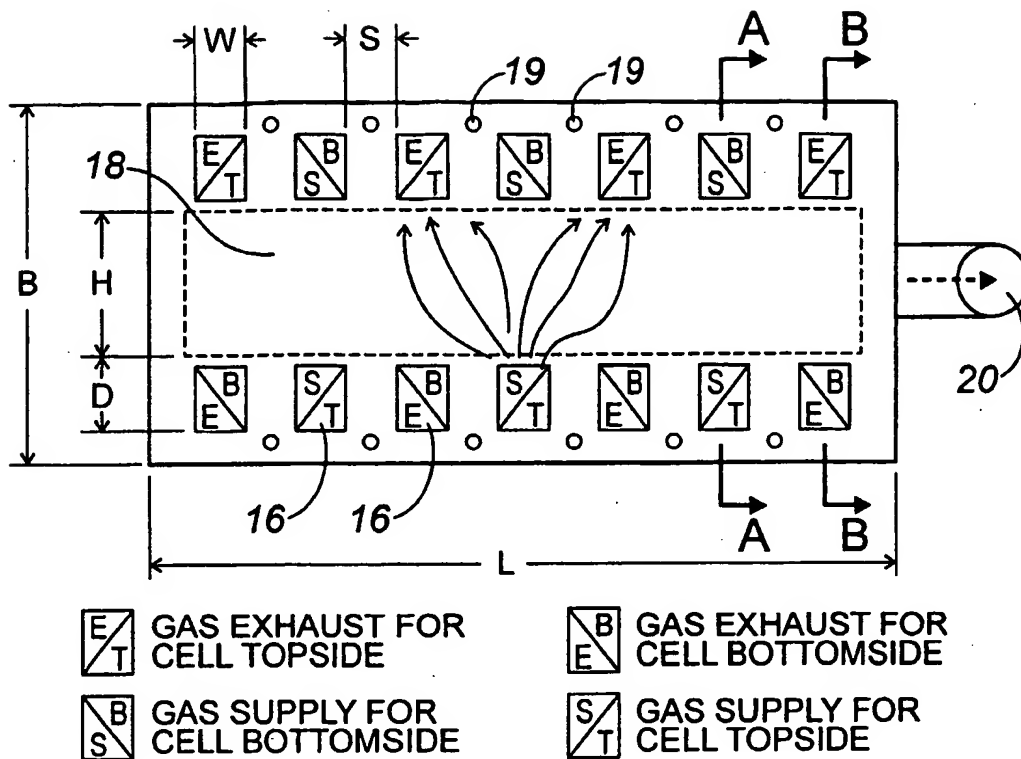 W S A B
19 19
E B E B E B E
T S T S T S T
18
B H
D
20
B S B S B S B
E T E T E T E
16 16
A B
L
E GAS EXHAUST FOR
T CELL TOPSIDE
B GAS EXHAUST FOR
E CELL BOTTOMSIDE
B GAS SUPPLY FOR
S CELL BOTTOMSIDE
S GAS SUPPLY FOR
T CELL TOPSIDE